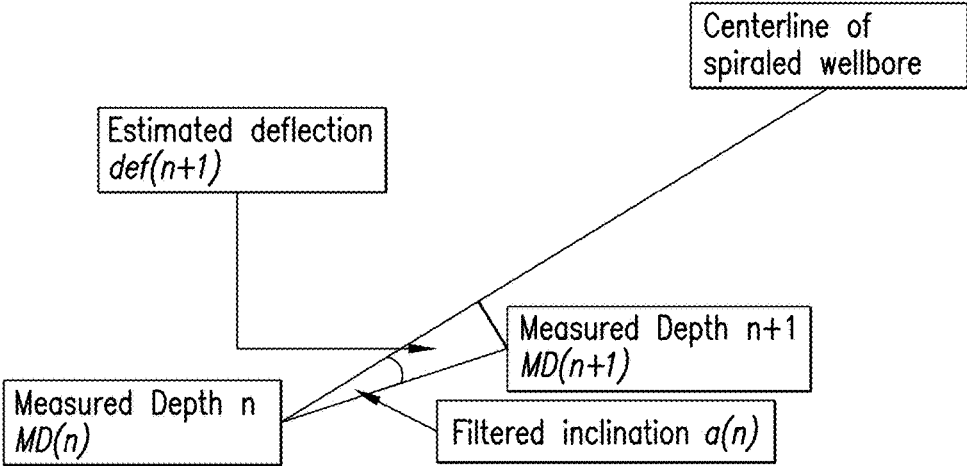 Centerline of
spiraled wellbore
Estimated deflection
def(n+1)
Measured Depth n+1
MD(n+1)
Measured Depth n
MD(n)
Filtered inclination a(n)